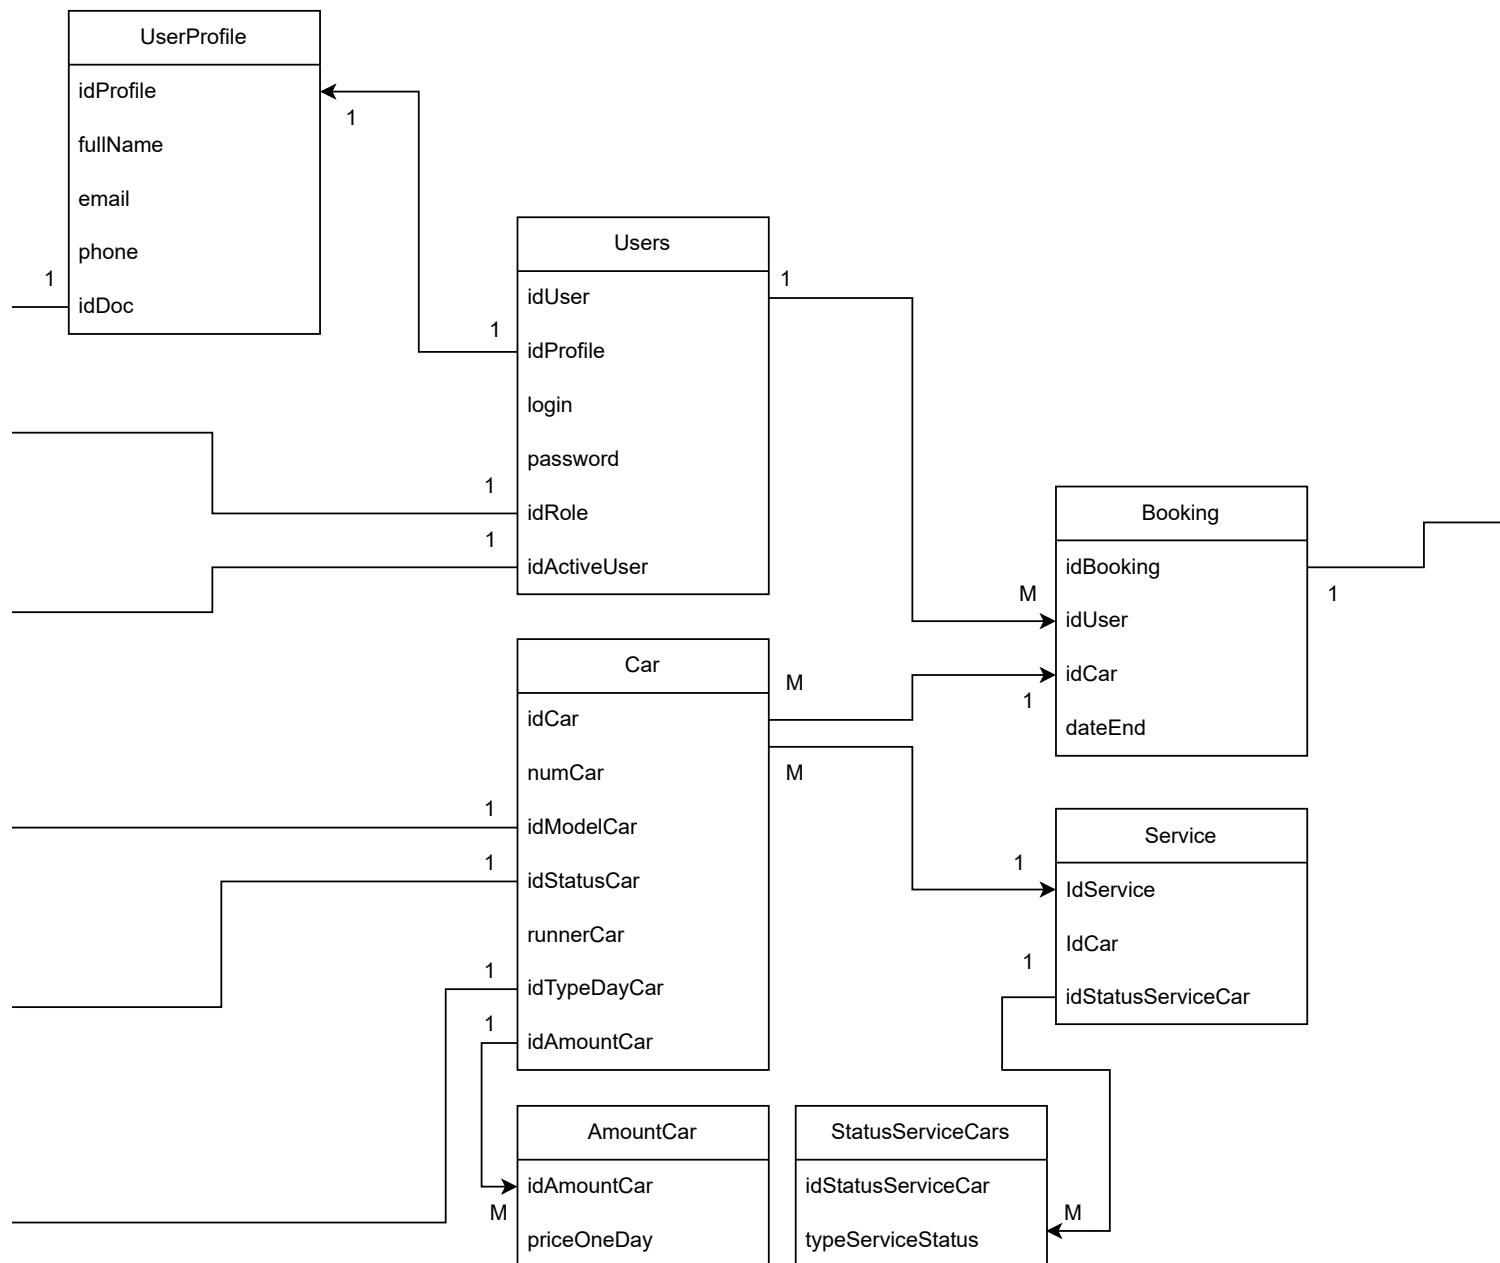 UserProfile
idProfile
fullName
email
phone
idDoc
1
1
Users
idUser
idProfile
login
password
idRole
idActiveUser
1
1
1
1
Booking
idBooking
idUser
idCar
dateEnd
M
1
1
Car
idCar
numCar
idModelCar
idStatusCar
runnerCar
idTypeDayCar
idAmountCar
M
M
1
1
1
1
Service
IdService
IdCar
idStatusServiceCar
1
1
AmountCar
idAmountCar
priceOneDay
M
StatusServiceCars
idStatusServiceCar
typeServiceStatus
M